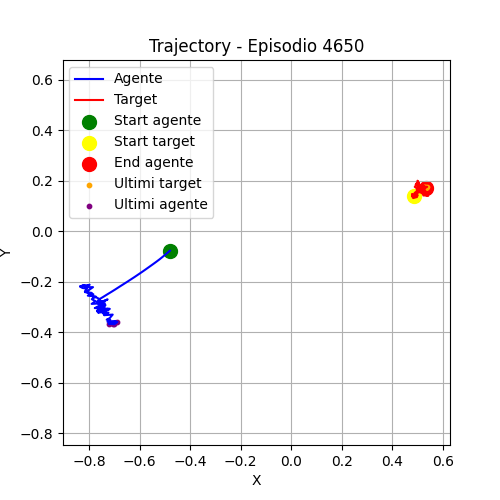 Trajectory - Episodio 4650
Agente
Target
Start agente
Start target
End agente
Ultimi target
Ultimi agente
0.6
0.4
0.2
0.0
−0.2
−0.4
−0.6
−0.8
Y
−0.8 −0.6 −0.4 −0.2 0.0 0.2 0.4 0.6
X